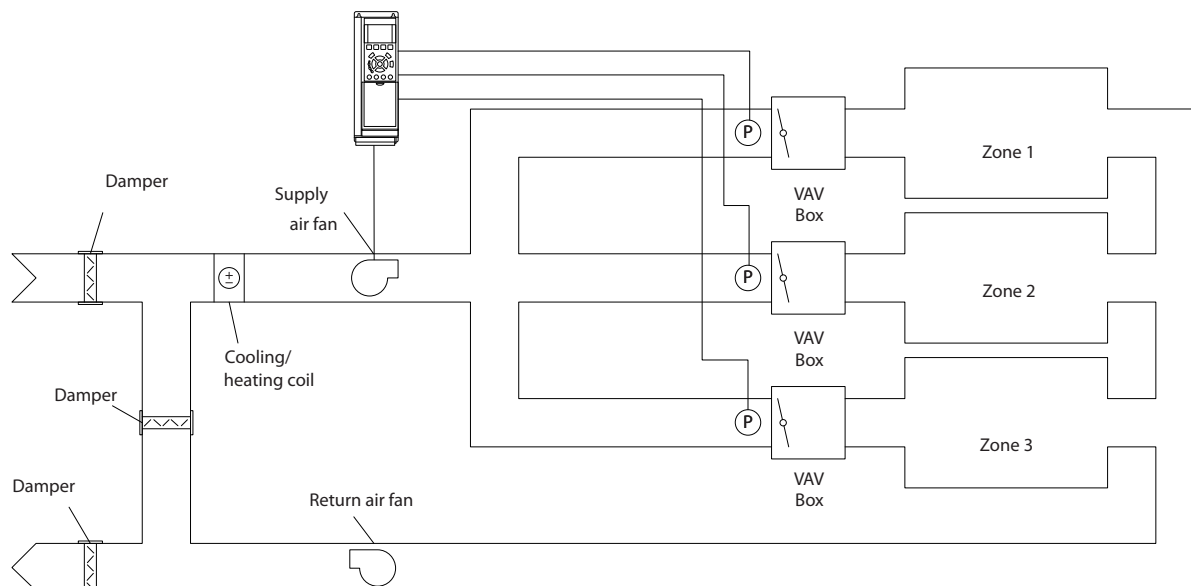 P
Zone 1
Damper
Supply
air fan
VAV
Box
P
Zone 2
±
VAV
Box
Cooling/
heating coil
Damper
P
Zone 3
VAV
Box
Damper
Return air fan